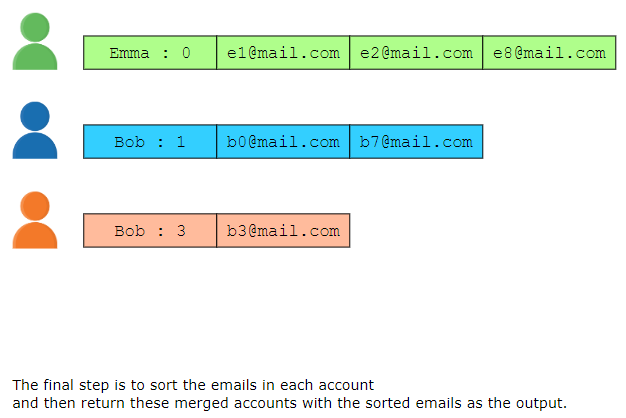 Emma : 0 e1@mail.com e2@mail.com e8@mail.com
Bob : 1 b0@mail.com b7@mail.com
Bob : 3 b3@mail.com
The final step is to sort the emails in each account
and then return these merged accounts with the sorted emails as the output.